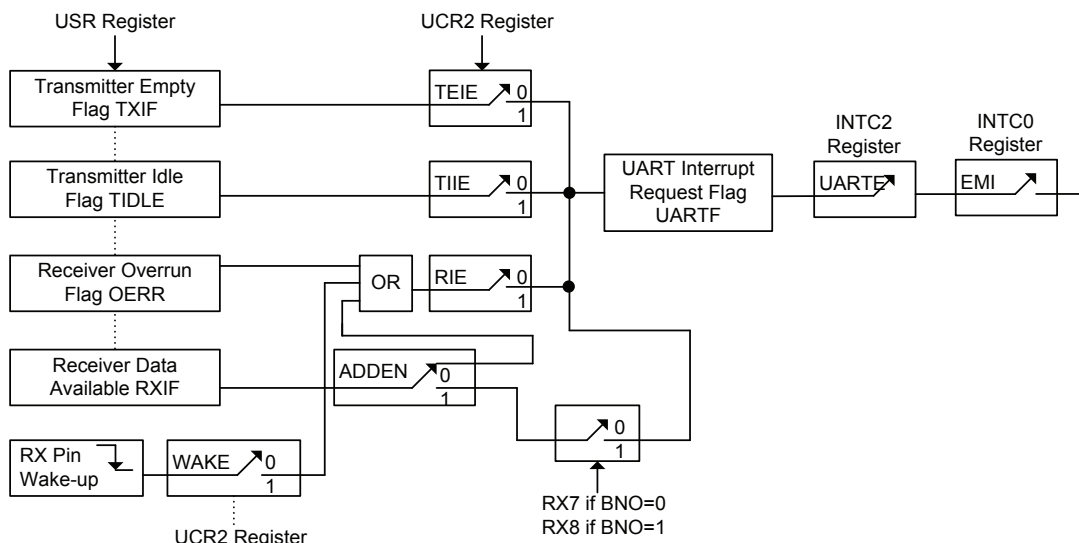 USR Register
UCR2 Register
Transmitter Empty
Flag TXIF
TEIE
0
1
INTC2
Register
INTC0
Register
Transmitter Idle
Flag TIDLE
TIIE
0
1
UART Interrupt
Request Flag
UARTF
UARTE
EMI
Receiver Overrun
Flag OERR
OR
RIE
0
1
Receiver Data
Available RXIF
ADDEN
0
1
0
1
RX Pin
Wake-up
WAKE
0
1
RX7 if BNO=0
RX8 if BNO=1
UCR2 Register